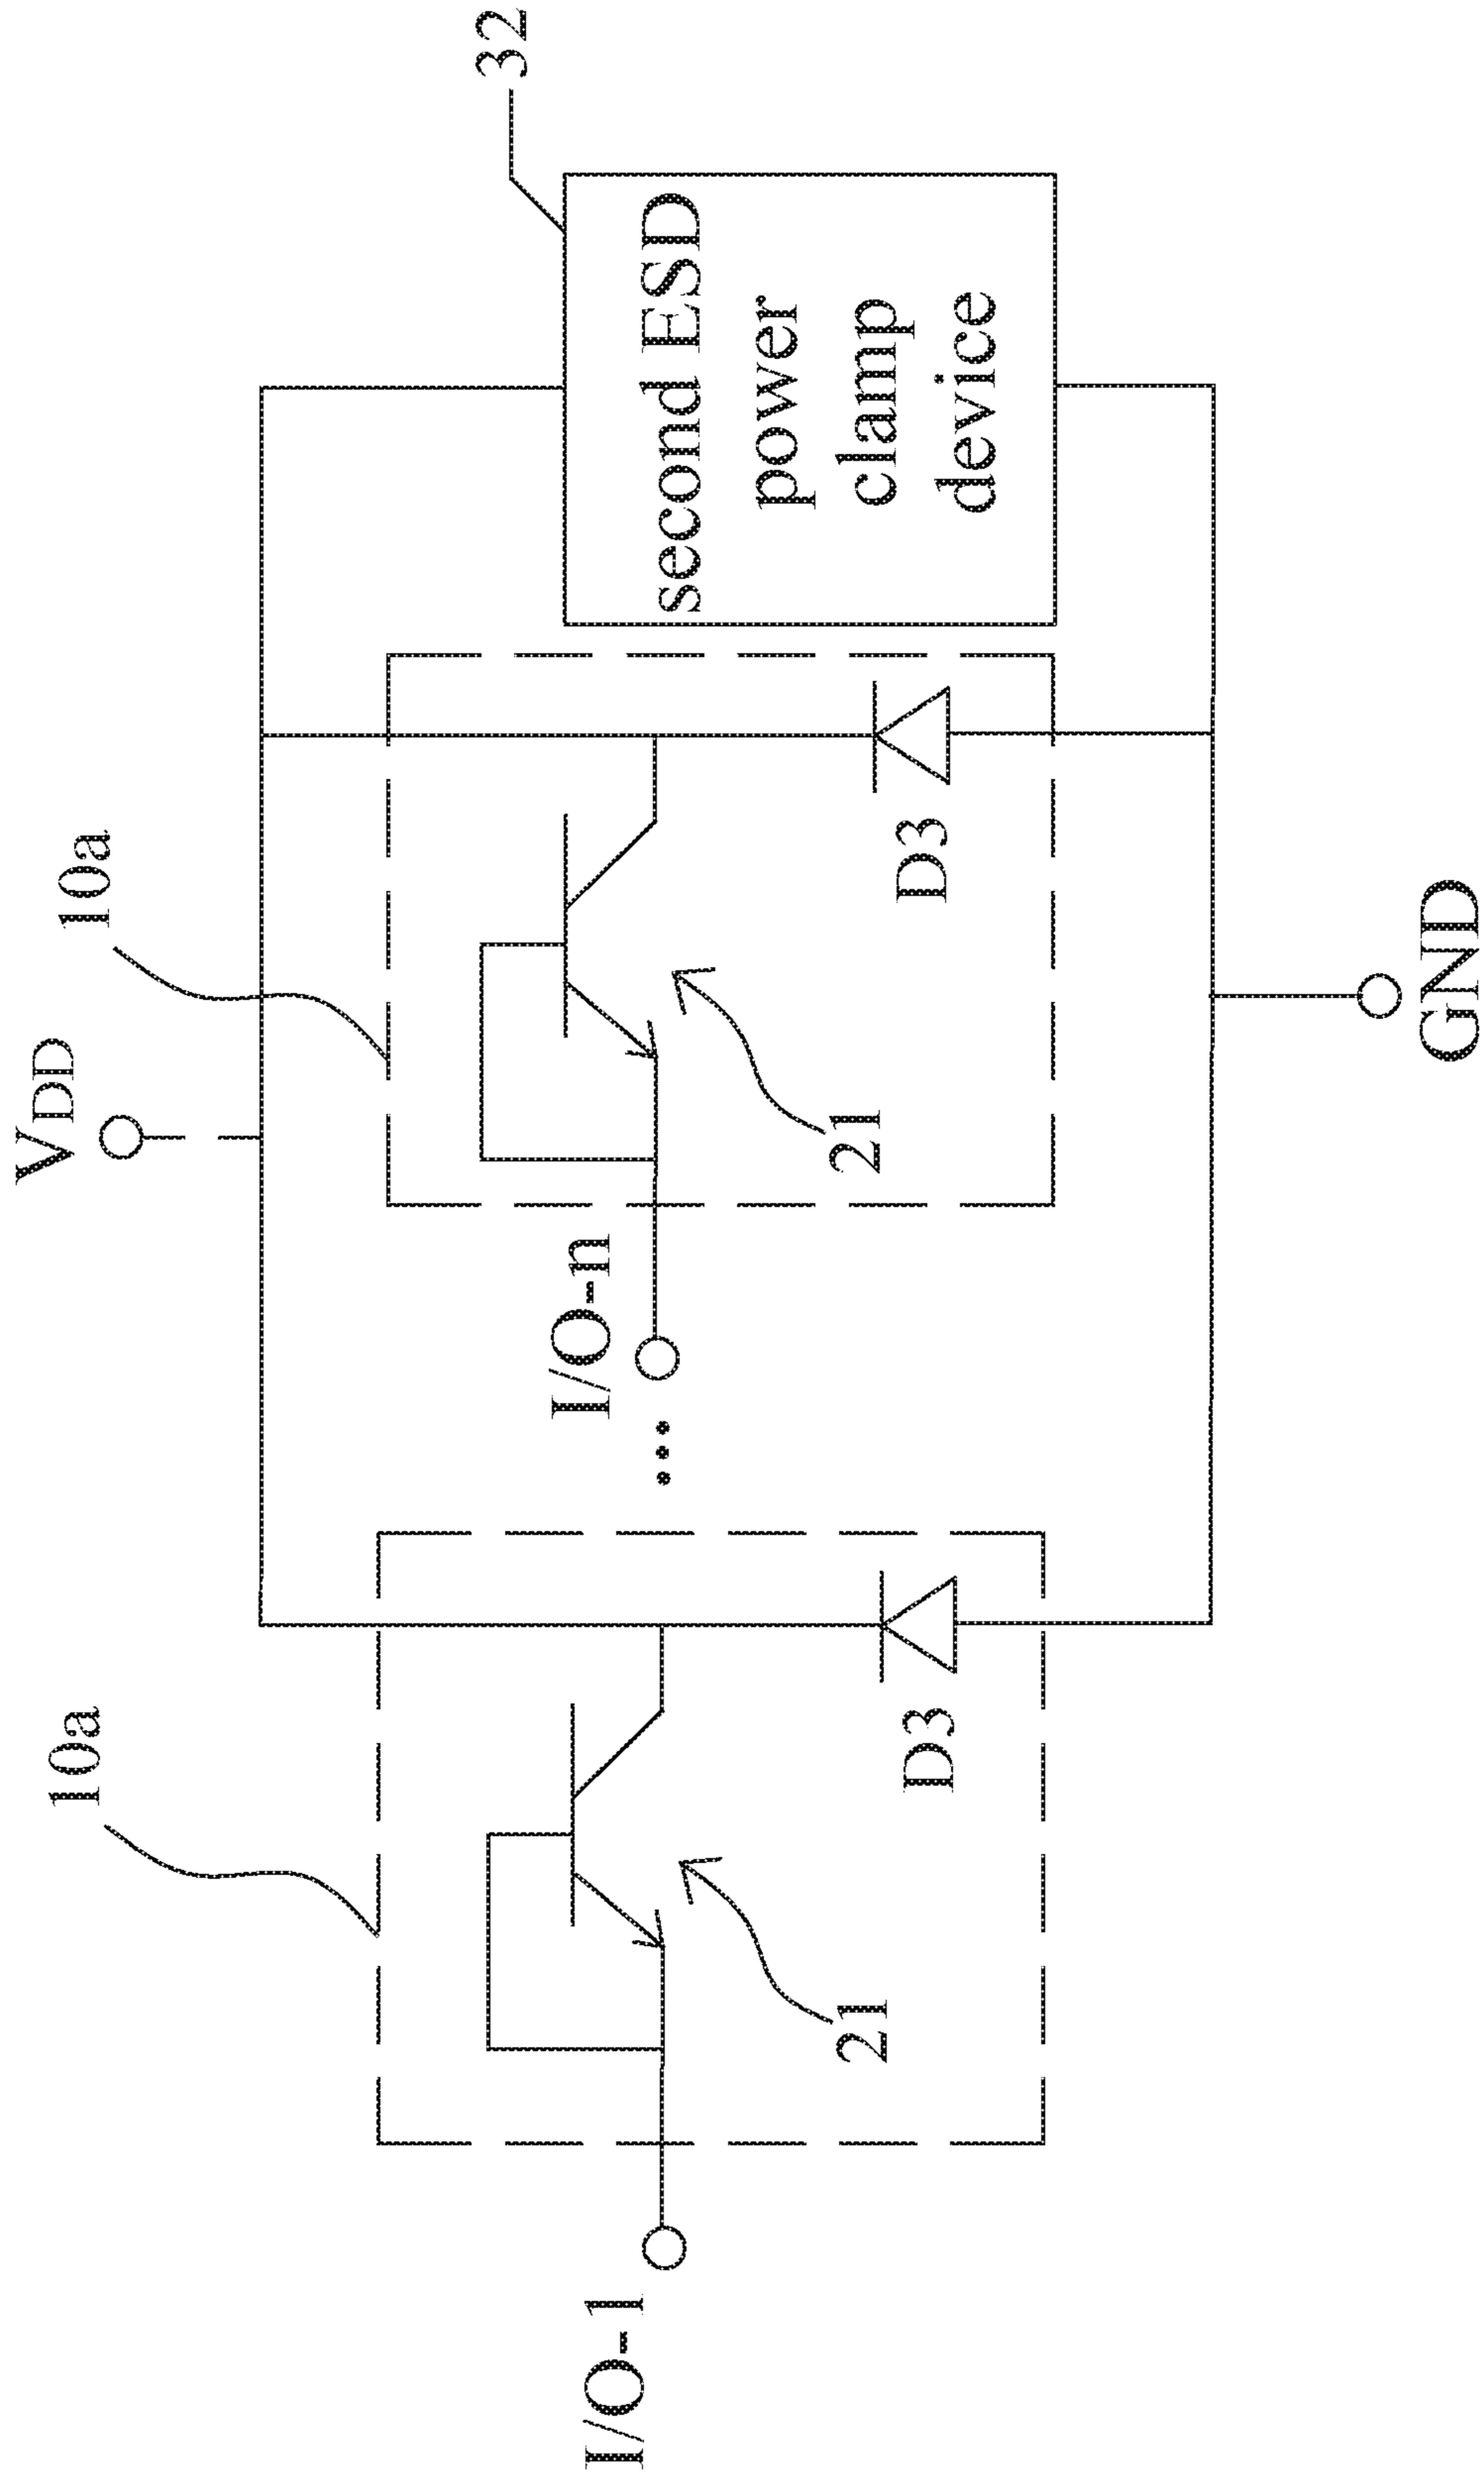 VDD
10a
10a
32
I/O-1
I/O-n
21
21
D3
D3
second ESD
power
clamp
device
GND